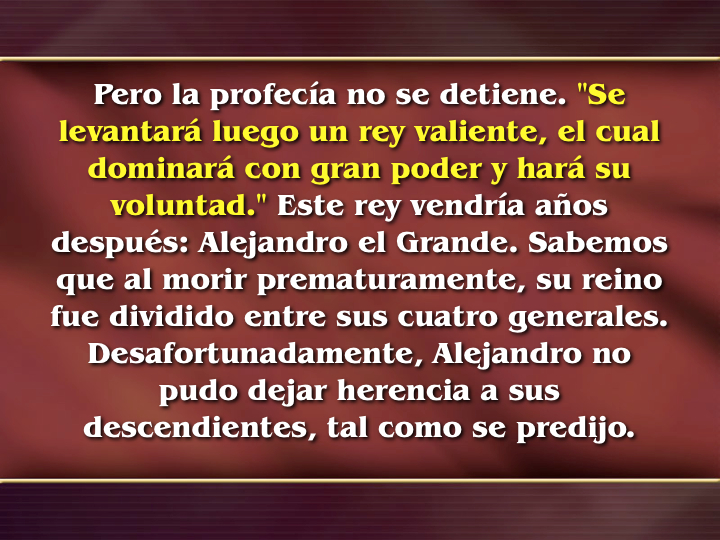 Pero la profecía no se detiene. "Se
levantará luego un rey valiente, el cual
dominará con gran poder y hará su
voluntad." Este rey vendría años
después: Alejandro el Grande. Sabemos
que al morir prematuramente, su reino
fue dividido entre sus cuatro generales.
Desafortunadamente, Alejandro no
pudo dejar herencia a sus
descendientes, tal como se predijo.